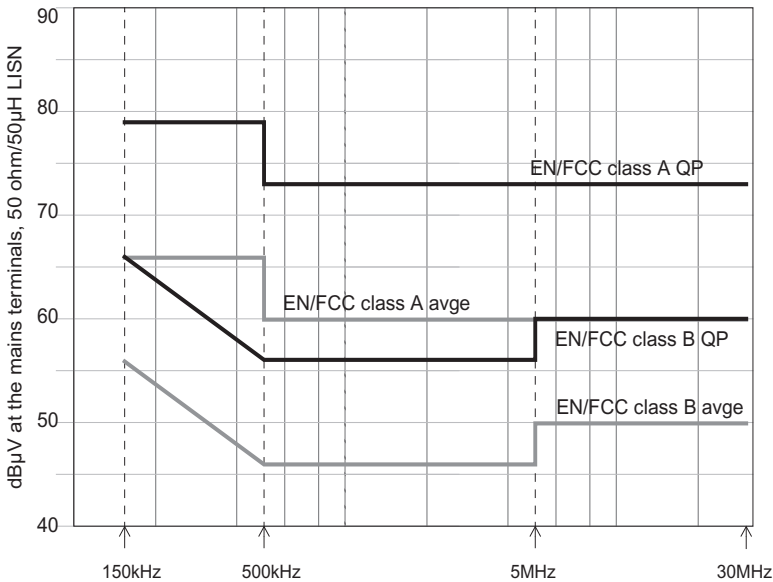 90
80
70
60
50
40
dBµV at the mains terminals, 50 ohm/50µH LISN
EN/FCC class A QP
EN/FCC class A avge
EN/FCC class B QP
EN/FCC class B avge
150kHz
500kHz
5MHz
30MHz